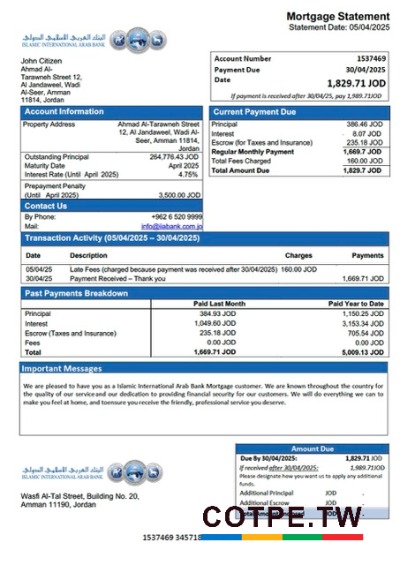 Mortgage Statement
Statement Date: 05/04/2025
البنك العربي الاسلامي الدولي
ISLAMIC INTERNATIONAL ARAB BANK
John Citizen
Ahmad Al-
Tarawneh Street 12,
Al Jandaweel, Wadi
Al-Seer, Amman
11814, Jordan
Account Number 1537469
Payment Due 30/04/2025
Date
1,829.71 JOD
If payment is received after 30/04/2025, pay 1,989.71JOD
Account Information
Property Address Ahmad Al-Tarawneh Street
12, Al Jandaweel, Wadi Al-
Seer, Amman 11814,
Jordan
Outstanding Principal 264,776.43 JOD
Maturity Date April 2025
Interest Rate (Until April 2025) 4.75%
Prepayment Penalty
(Until April 2025) 3,500.00 JOD
Contact Us
By Phone: +962 6 520 9999
Mail: info@iiabank.com.jo
Current Payment Due
Principal 386.46 JOD
Interest 8.07 JOD
Escrow (for Taxes and Insurance) 235.18 JOD
Regular Monthly Payment 1,669.7 JOD
Total Fees Charged 160.00 JOD
Total Amount Due 1,829.7 JOD
Transaction Activity (05/04/2025 – 30/04/2025)
Date Description Charges Payments
05/04/25 Late Fees (charged because payment was received after 30/04/2025) 160.00 JOD
30/04/25 Payment Received – Thank you 1,669.71 JOD
Past Payments Breakdown
Paid Last Month Paid Year to Date
Principal 384.93 JOD 1,150.25 JOD
Interest 1,049.60 JOD 3,153.34 JOD
Escrow (Taxes and Insurance) 235.18 JOD 705.54 JOD
Fees 0.00 JOD 0.00 JOD
Total 1,669.71 JOD 5,009.13 JOD
Important Messages
We are pleased to have you as a Islamic International Arab Bank Mortgage customer. We are known throughout the country for
the quality of our service and our dedication to providing financial security for our customers. We will do everything we can to
make you feel at home, and toensure you receive the friendly, professional service you deserve.
البنك العربي الاسلامي الدولي
ISLAMIC INTERNATIONAL ARAB BANK
Wasfi Al-Tal Street, Building No. 20,
Amman 11190, Jordan
Amount Due
Due By 30/04/2025: 1,829.71 JOD
If received after 30/04/2025: 1,989.71JOD
Please designate how you want us to apply any additional
funds.
Additional Principal JOD
Additional Escrow JOD
COTPE.TW
1537469 345718